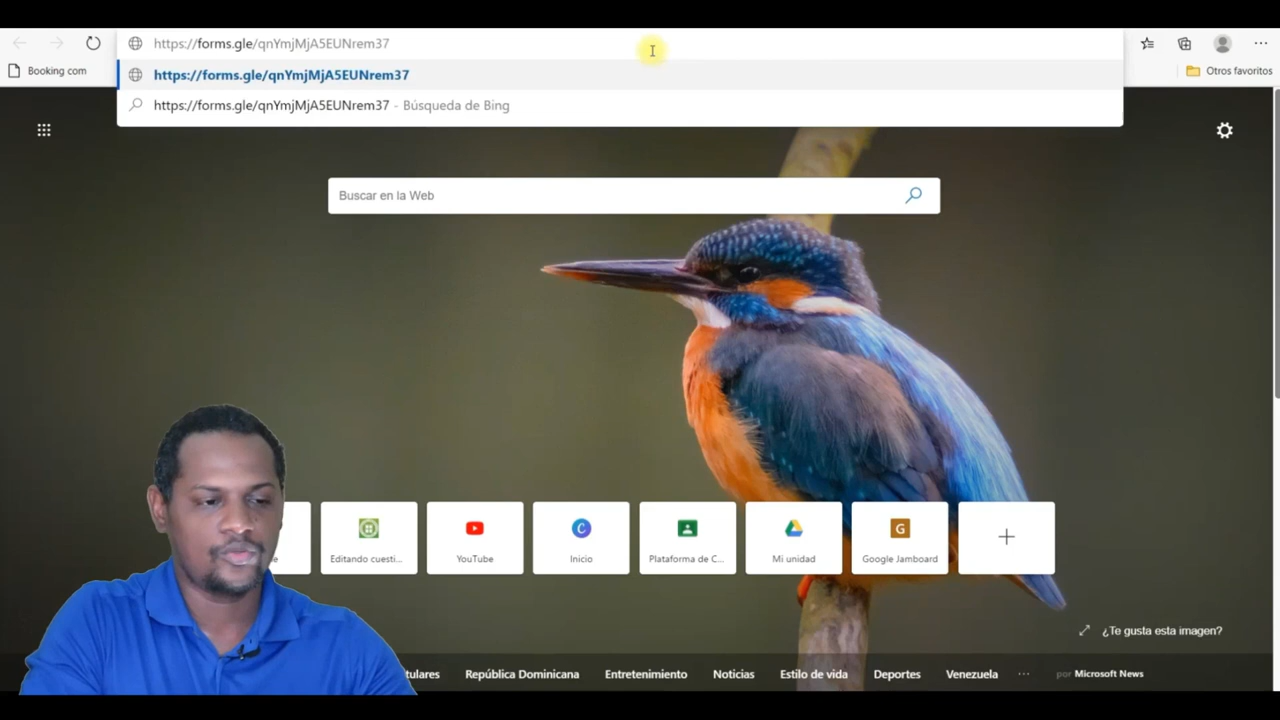 https://forms.gle/qnYmjMjA5EUNrem37
Booking com
https://forms.gle/qnYmjMjA5EUNrem37
Otros favoritos
https://forms.gle/qnYmjMjA5EUNrem37 - Búsqueda de Bing
Buscar en la Web
e
Editando cuesti...
YouTube
Inicio
Plataforma de C...
Mi unidad
G
Google Jamboard
¿Te gusta esta imagen?
tulares República Dominicana Entretenimiento Noticias Estilo de vida Deportes Venezuela ... por Microsoft News